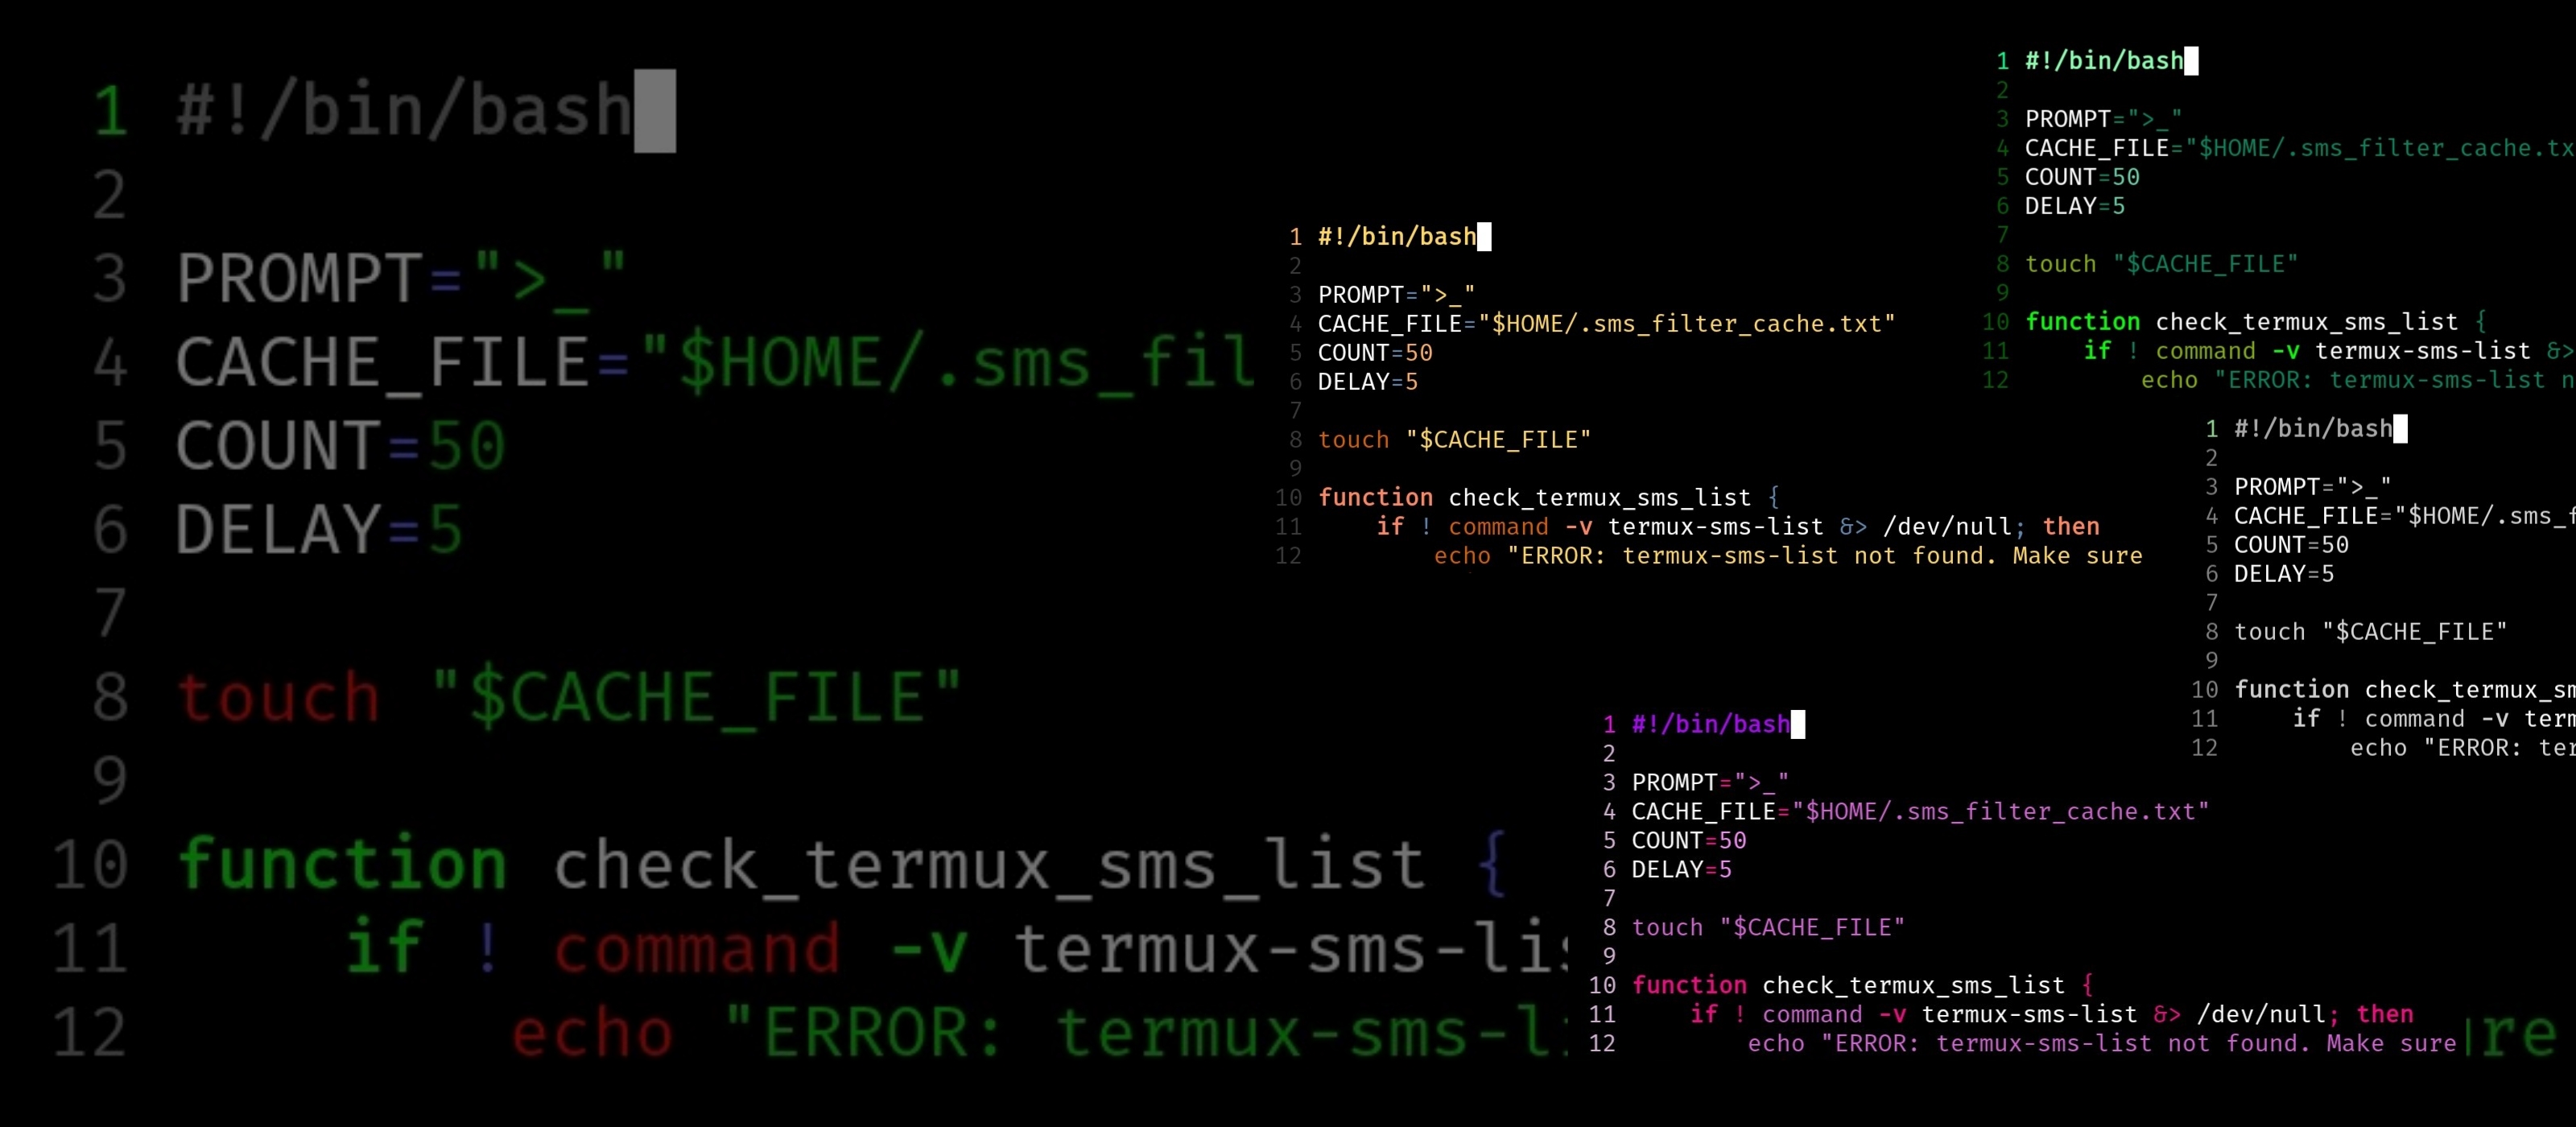 1 #!/bin/bash
2
3 PROMPT=">_"
4 CACHE_FILE="$HOME/.sms_fil
5 COUNT=50
6 DELAY=5
7
8 touch "$CACHE_FILE"
9
10 function check_termux_sms_list {
11     if ! command -v termux-sms-lis
12         echo "ERROR: termux-sms-li
re
1 #!/bin/bash
2
3 PROMPT=">_"
4 CACHE_FILE="$HOME/.sms_filter_cache.txt"
5 COUNT=50
6 DELAY=5
7
8 touch "$CACHE_FILE"
9
10 function check_termux_sms_list {
11     if ! command -v termux-sms-list &> /dev/null; then
12         echo "ERROR: termux-sms-list not found. Make sure
1 #!/bin/bash
2
3 PROMPT=">_"
4 CACHE_FILE="$HOME/.sms_filter_cache.tx
5 COUNT=50
6 DELAY=5
7
8 touch "$CACHE_FILE"
9
10 function check_termux_sms_list {
11     if ! command -v termux-sms-list &>
12         echo "ERROR: termux-sms-list n
1 #!/bin/bash
2
3 PROMPT=">_"
4 CACHE_FILE="$HOME/.sms_f
5 COUNT=50
6 DELAY=5
7
8 touch "$CACHE_FILE"
9
10 function check_termux_sm
11     if ! command -v term
12         echo "ERROR: ter
1 #!/bin/bash
2
3 PROMPT=">_"
4 CACHE_FILE="$HOME/.sms_filter_cache.txt"
5 COUNT=50
6 DELAY=5
7
8 touch "$CACHE_FILE"
9
10 function check_termux_sms_list {
11     if ! command -v termux-sms-list &> /dev/null; then
12         echo "ERROR: termux-sms-list not found. Make sure